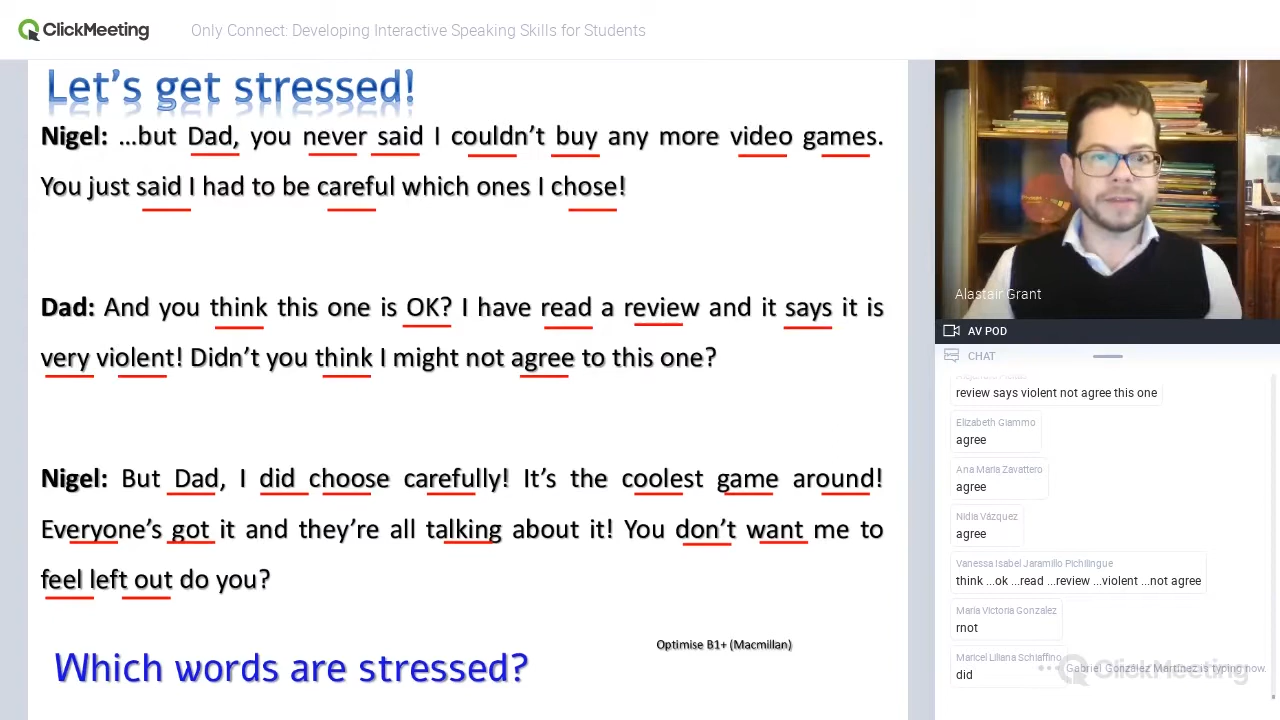 ClickMeeting
Only Connect: Developing Interactive Speaking Skills for Students
Let's get stressed!
Nigel: …but Dad, you never said I couldn't buy any more video games.
You just said I had to be careful which ones I chose!
Dad: And you think this one is OK? I have read a review and it says it is
very violent! Didn't you think I might not agree to this one?
Nigel: But Dad, I did choose carefully! It's the coolest game around!
Everyone's got it and they're all talking about it! You don't want me to
feel left out do you?
Optimise B1+ (Macmillan)
Which words are stressed?
Alastair Grant
AV POD
CHAT
review says violent not agree this one
Elizabeth Giammo
agree
Ana Maria Zavattero
agree
Nidia Vázquez
agree
Vanessa Isabel Jaramillo Pichilingue
think ...ok ...read ...review ...violent ...not agree
Maria Victoria Gonzalez
rnot
Maricel Liliana Schiaffino
did
Gabriel González Martínez is typing now.
ClickMeeting